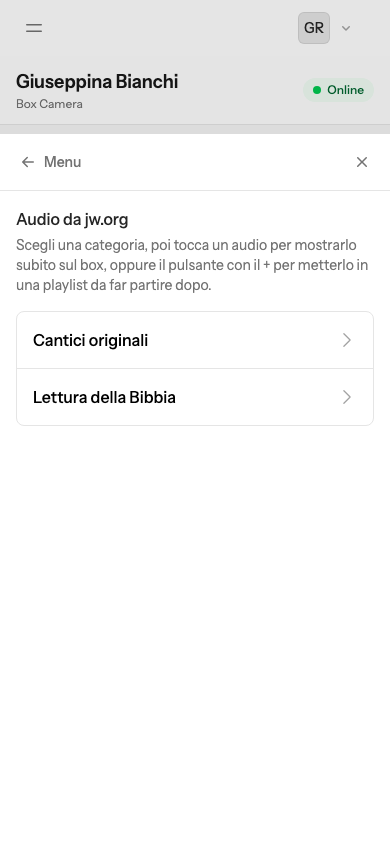 GR
Giuseppina Bianchi
Box Camera
Online
Menu
Audio da jw.org
Scegli una categoria, poi tocca un audio per mostrarlo
subito sul box, oppure il pulsante con il + per metterlo in
una playlist da far partire dopo.
Cantici originali
Lettura della Bibbia